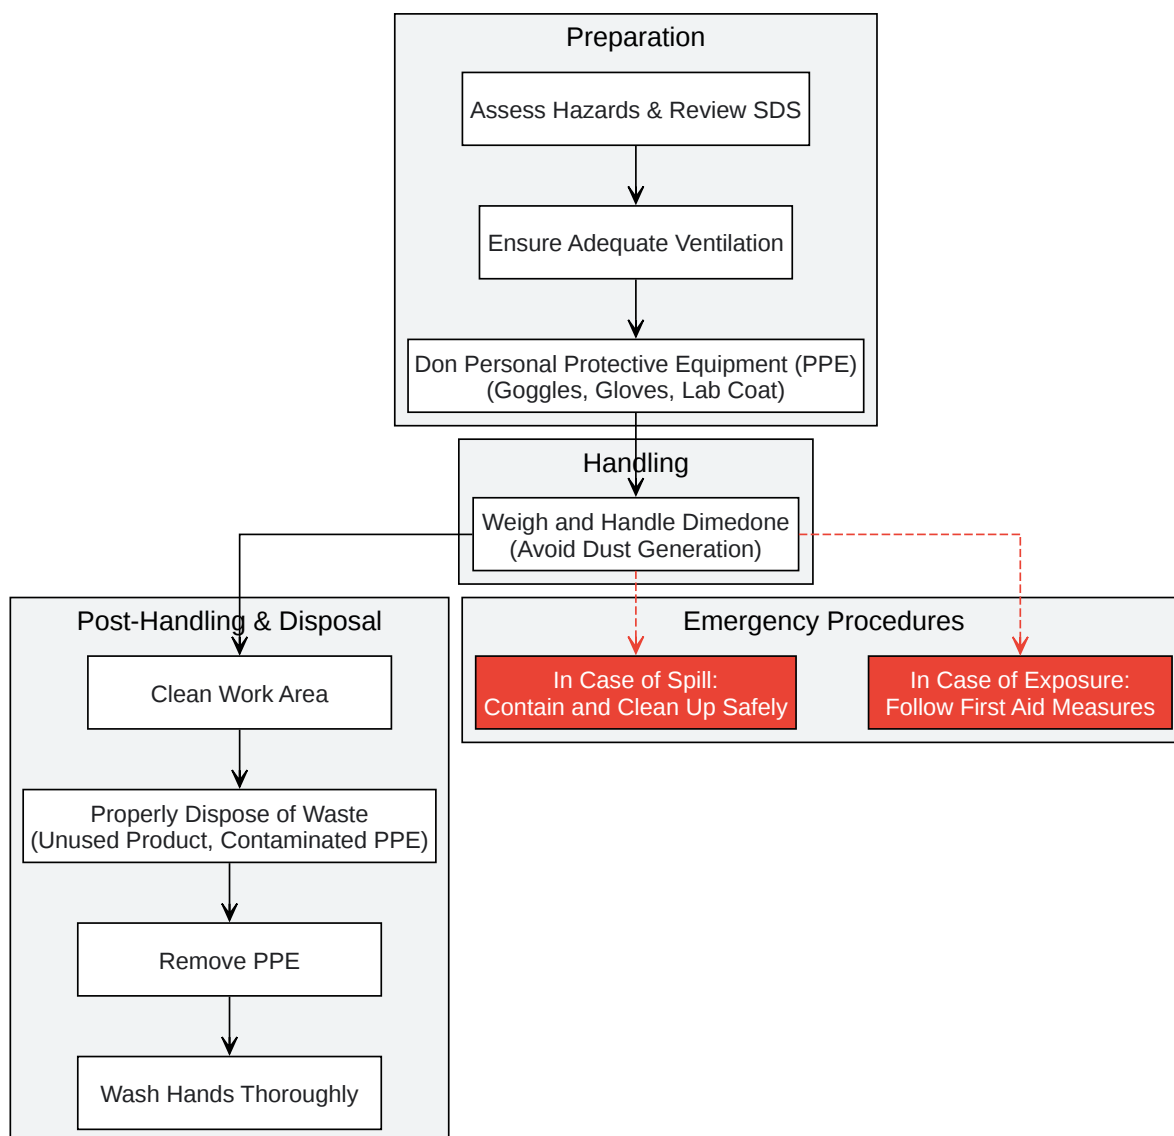 Preparation
Assess Hazards & Review SDS
Ensure Adequate Ventilation
Don Personal Protective Equipment (PPE)
(Goggles, Gloves, Lab Coat)
Handling
Weigh and Handle Dimedone
(Avoid Dust Generation)
Post-Handling & Disposal
Clean Work Area
Properly Dispose of Waste
(Unused Product, Contaminated PPE)
Remove PPE
Wash Hands Thoroughly
Emergency Procedures
In Case of Spill:
Contain and Clean Up Safely
In Case of Exposure:
Follow First Aid Measures